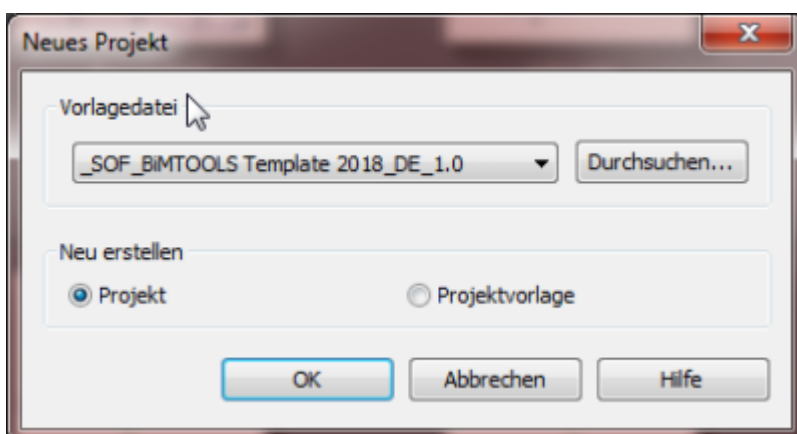 Neues Projekt
Vorlagedatei
_SOF_BiMTOOLS Template 2018_DE_1.0
Durchsuchen...
Neu erstellen
Projekt
Projektvorlage
OK
Abbrechen
Hilfe